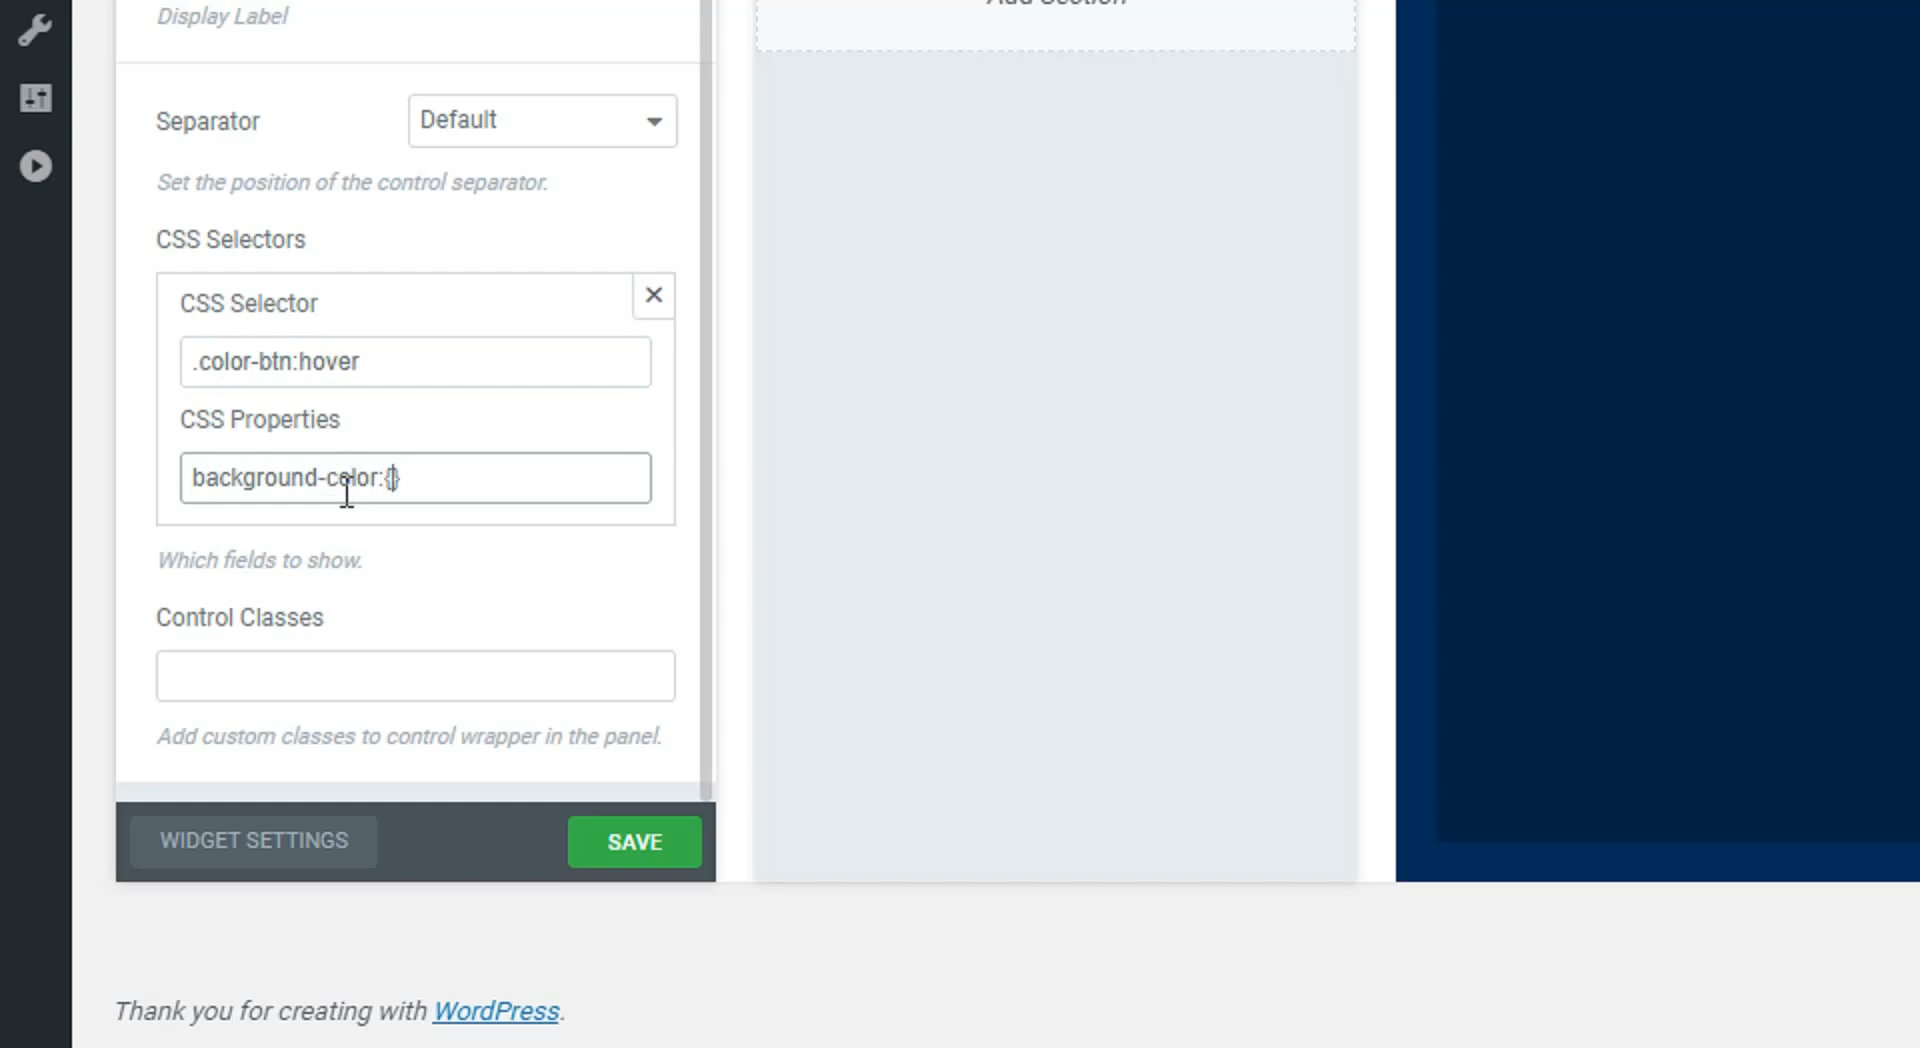 Display Label
Add Section
Separator
Default
Set the position of the control separator.
CSS Selectors
CSS Selector
.color-btn:hover
CSS Properties
background-color:{}
Which fields to show.
Control Classes
Add custom classes to control wrapper in the panel.
WIDGET SETTINGS
SAVE
Thank you for creating with WordPress.